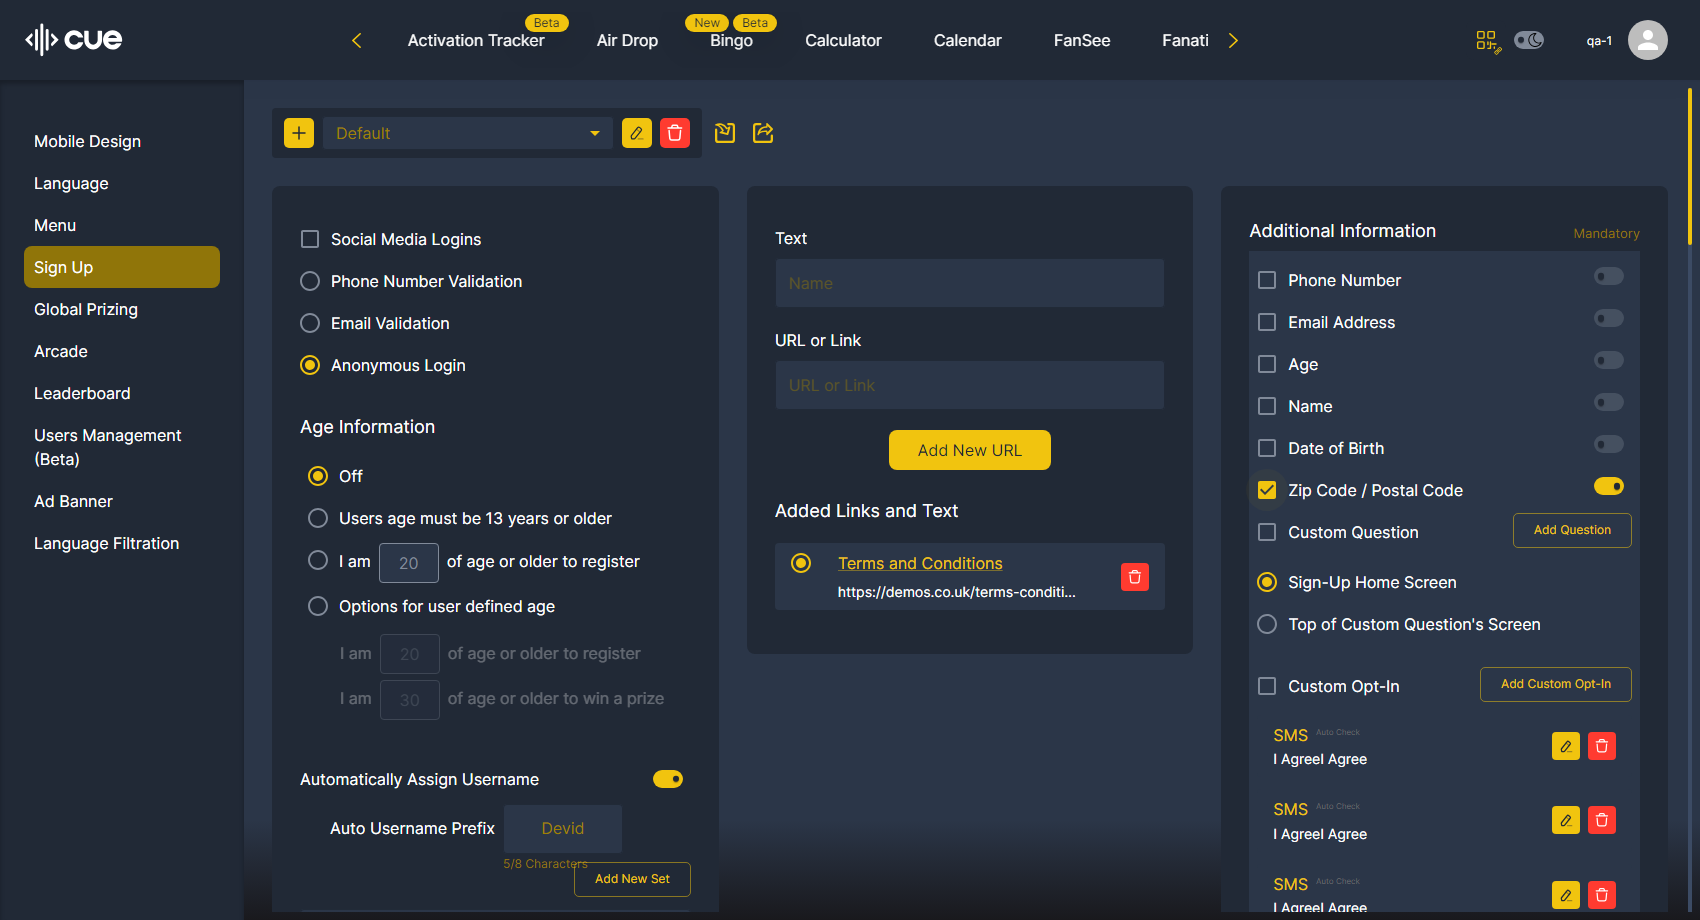 cue
Activation Tracker
Beta
Air Drop
New
Beta
Bingo
Calculator
Calendar
FanSee
Fanati
qa-1
Mobile Design
Language
Menu
Sign Up
Global Prizing
Arcade
Leaderboard
Users Management
(Beta)
Ad Banner
Language Filtration
Default
Social Media Logins
Phone Number Validation
Email Validation
Anonymous Login
Age Information
Off
Users age must be 13 years or older
I am 20 of age or older to register
Options for user defined age
I am 20 of age or older to register
I am 30 of age or older to win a prize
Automatically Assign Username
Auto Username Prefix Devid
5/8 Characters
Add New Set
Text
Name
URL or Link
URL or Link
Add New URL
Added Links and Text
Terms and Conditions
https://demos.co.uk/terms-conditi...
Additional Information Mandatory
Phone Number
Email Address
Age
Name
Date of Birth
Zip Code / Postal Code
Custom Question Add Question
Sign-Up Home Screen
Top of Custom Question's Screen
Custom Opt-In Add Custom Opt-In
SMS Auto Check
I AgreeI Agree
SMS Auto Check
I AgreeI Agree
SMS Auto Check
I AgreeI Agree